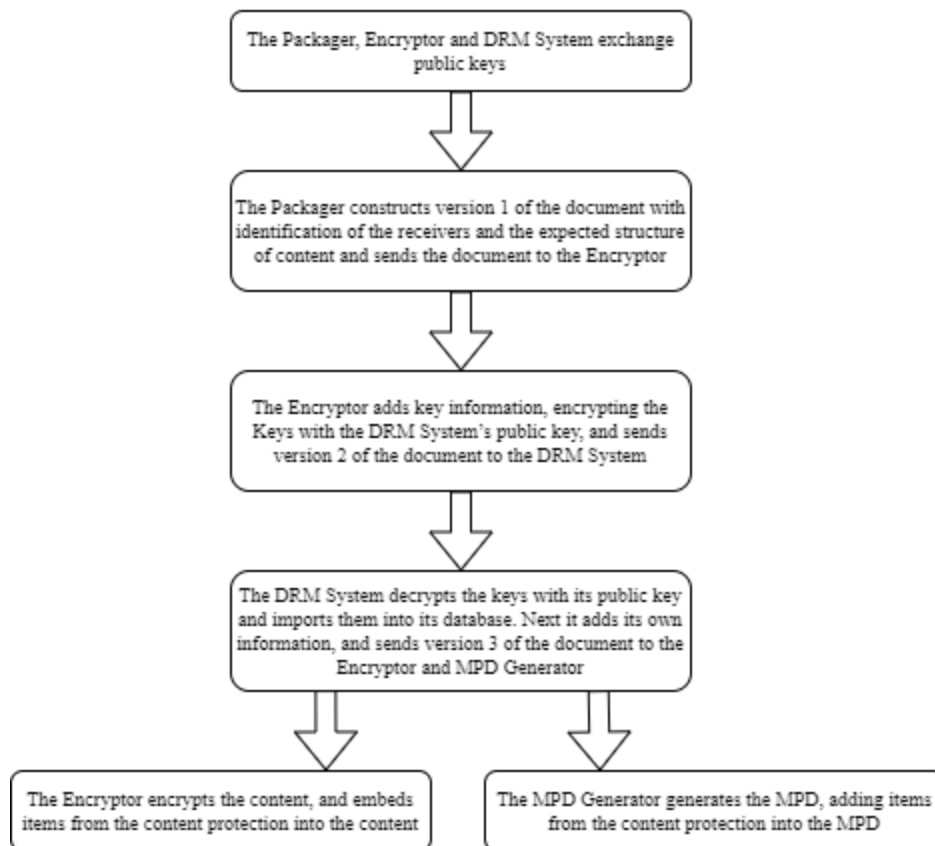 The Packager, Encryptor and DRM System exchange
public keys
The Packager constructs version 1 of the document with
identification of the receivers and the expected structure
of content and sends the document to the Encryptor
The Encryptor adds key information, encrypting the
Keys with the DRM System's public key, and sends
version 2 of the document to the DRM System
The DRM System decrypts the keys with its public key
and imports them into its database. Next it adds its own
information, and sends version 3 of the document to the
Encryptor and MPD Generator
The Encryptor encrypts the content, and embeds
items from the content protection into the content
The MPD Generator generates the MPD, adding items
from the content protection into the MPD